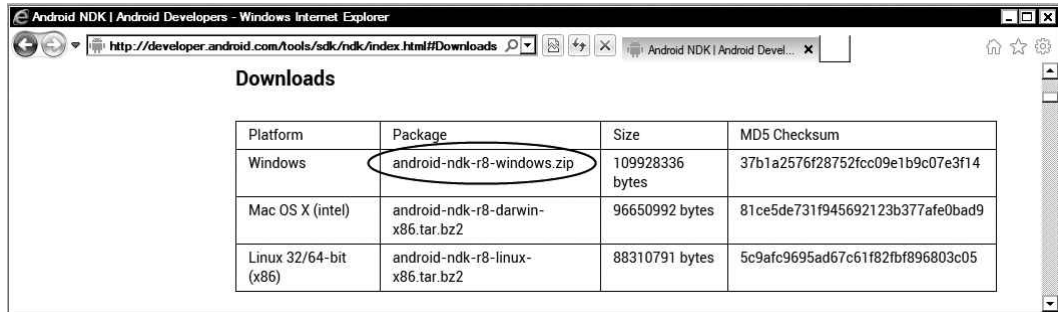 Android NDK | Android Developers - Windows Internet Explorer
http://developer.android.com/tools/sdk/ndk/index.html#Downloads
Android NDK | Android Devel...
Downloads
Platform Package Size MD5 Checksum
Windows android-ndk-r8-windows.zip 109928336 37b1a2576f28752fcc09e1b9c07e3f14
bytes
Mac OS X (intel) android-ndk-r8-darwin- 96650992 bytes 81ce5de731f945692123b377afe0bad9
x86.tar.bz2
Linux 32/64-bit android-ndk-r8-linux- 88310791 bytes 5c9afc9695ad67c61f82fbf896803c05
(x86) x86.tar.bz2